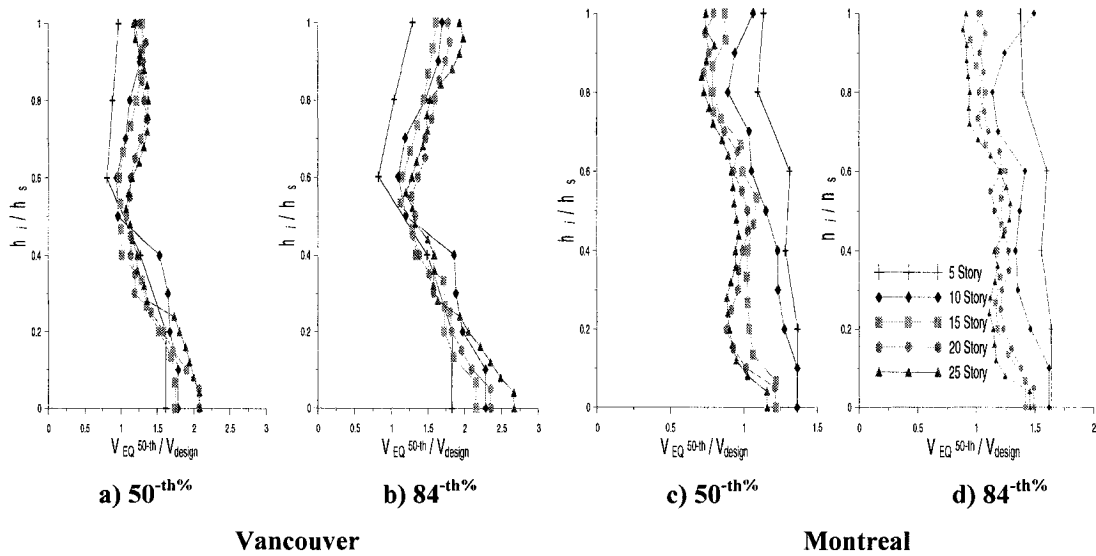 1
0.8
0.6
0.4
0.2
0
h i / h s
0 0.5 1 1.5 2 2.5 3
V EQ 50-th / V design
a) 50-th%
1
0.8
0.6
0.4
0.2
0
h i / h s
0 0.5 1 1.5 2 2.5 3
V EQ 50-th / V design
b) 84-th%
1
0.8
0.6
0.4
0.2
0
h i / h s
0 0.5 1 1.5
V EQ 50-th / V design
c) 50-th%
1
0.8
0.6
0.4
0.2
0
h i / h s
5 Story
10 Story
15 Story
20 Story
25 Story
0 0.5 1 1.5 2
V EQ 50-th / V design
d) 84-th%
Vancouver
Montreal